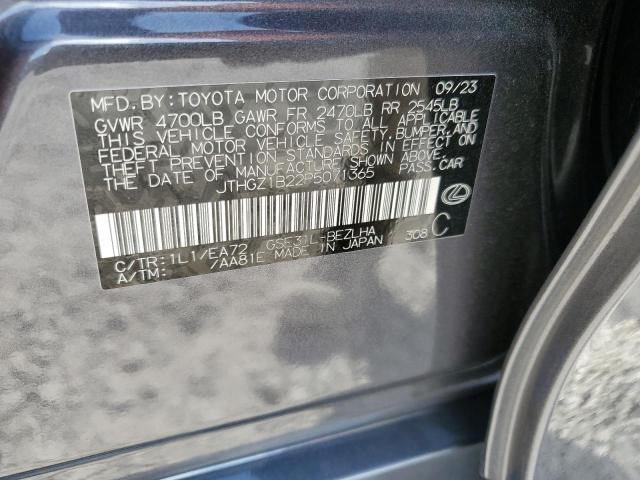 MFD. BY: TOYOTA MOTOR CORPORATION 09/23
GVWR 4700LB GAWR FR 2470LB RR 2545LB
THIS VEHICLE CONFORMS TO ALL APPLICABLE
FEDERAL MOTOR VEHICLE SAFETY, BUMPER, AND
THEFT PREVENTION STANDARDS IN EFFECT ON
THE DATE OF MANUFACTURE SHOWN ABOVE.
JTHGZ1B22P5071365 PASS.CAR
C/TR: 1L1/EA72 GSE31L-BEZLHA 308 C
A/TM: /AA81E MADE IN JAPAN